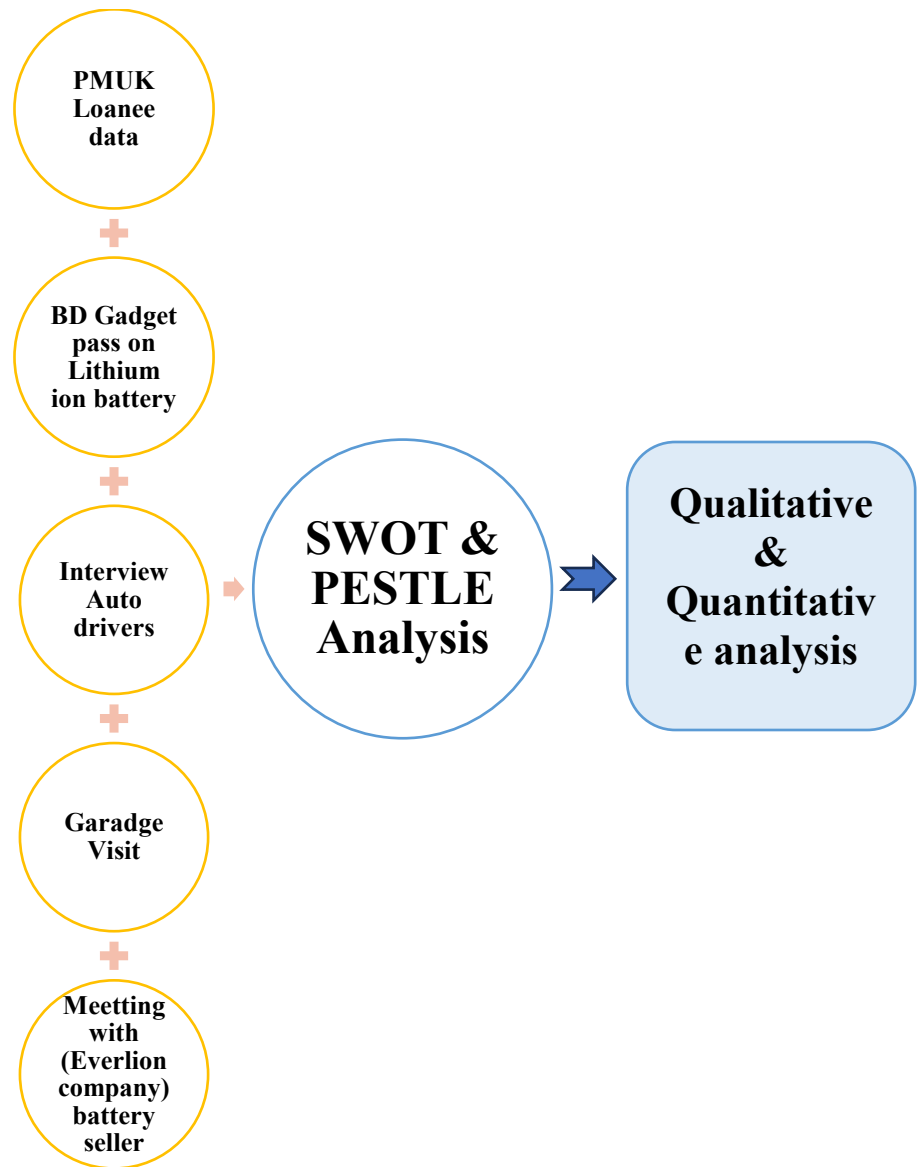 PMUK
Loanee
data
BD Gadget
pass on
Lithium
ion battery
Interview
Auto
drivers
Garadge
Visit
Meetting
with
(Everlion
company)
battery
seller
SWOT &
PESTLE
Analysis
Qualitative
&
Quantitativ
e analysis